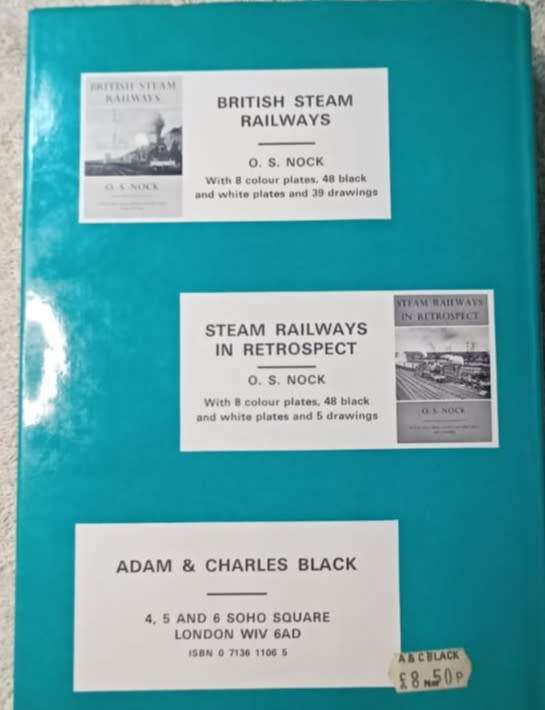 BRITISH STEAM
RAILWAYS
O. S. NOCK
BRITISH STEAM
RAILWAYS
O. S. NOCK
With 8 colour plates, 48 black
and white plates and 39 drawings
STEAM RAILWAYS
IN RETROSPECT
O. S. NOCK
With 8 colour plates, 48 black
and white plates and 5 drawings
STEAM RAILWAYS
IN RETROSPECT
O. S. NOCK
ADAM & CHARLES BLACK
4, 5 AND 6 SOHO SQUARE
LONDON WIV 6AD
ISBN 0 7136 1106 5
A & C BLACK
£8 50P